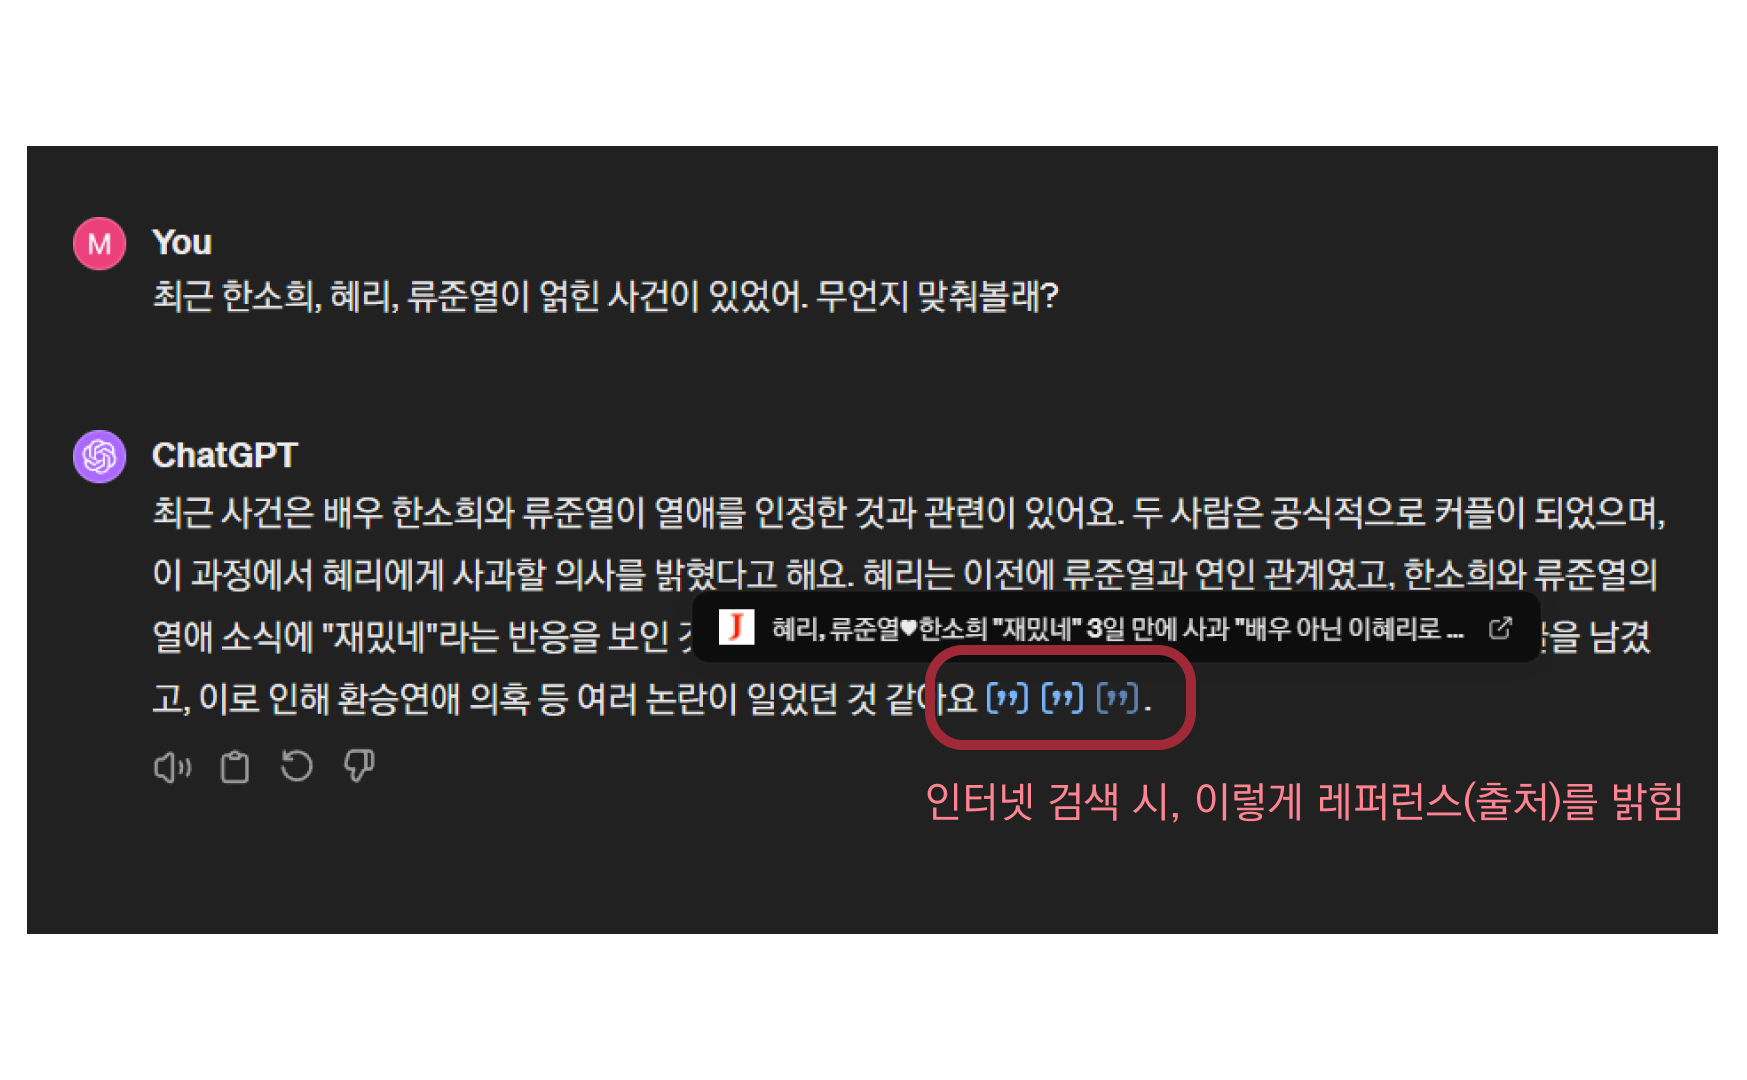 M You
최근 한소희, 혜리, 류준열이 얽힌 사건이 있었어. 무언지 맞춰볼래?
ChatGPT
최근 사건은 배우 한소희와 류준열이 열애를 인정한 것과 관련이 있어요. 두 사람은 공식적으로 커플이 되었으며,
이 과정에서 혜리에게 사과할 의사를 밝혔다고 해요. 혜리는 이전에 류준열과 연인 관계였고, 한소희와 류준열의
열애 소식에 "재밌네"라는 반응을 보인 남겼
J 혜리, 류준열♥한소희 "재밌네" 3일 만에 사과 "배우 아닌 이혜리로 ...
고, 이로 인해 환승연애 의혹 등 여러 논란이 일었던 것 같아요 [”] [”] [”].
인터넷 검색 시, 이렇게 레퍼런스(출처)를 밝힘